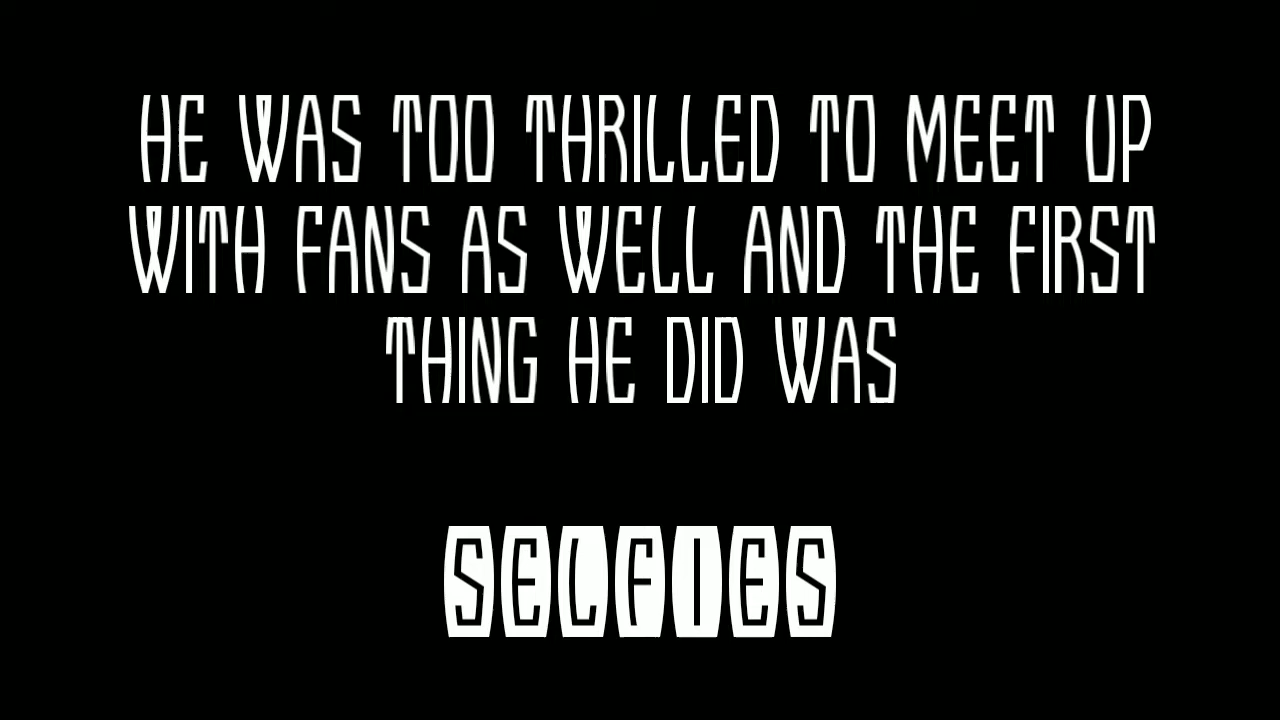 HE WAS TOO THRILLED TO MEET UP
WITH FANS AS WELL AND THE FIRST
THING HE DID WAS
SELFIES